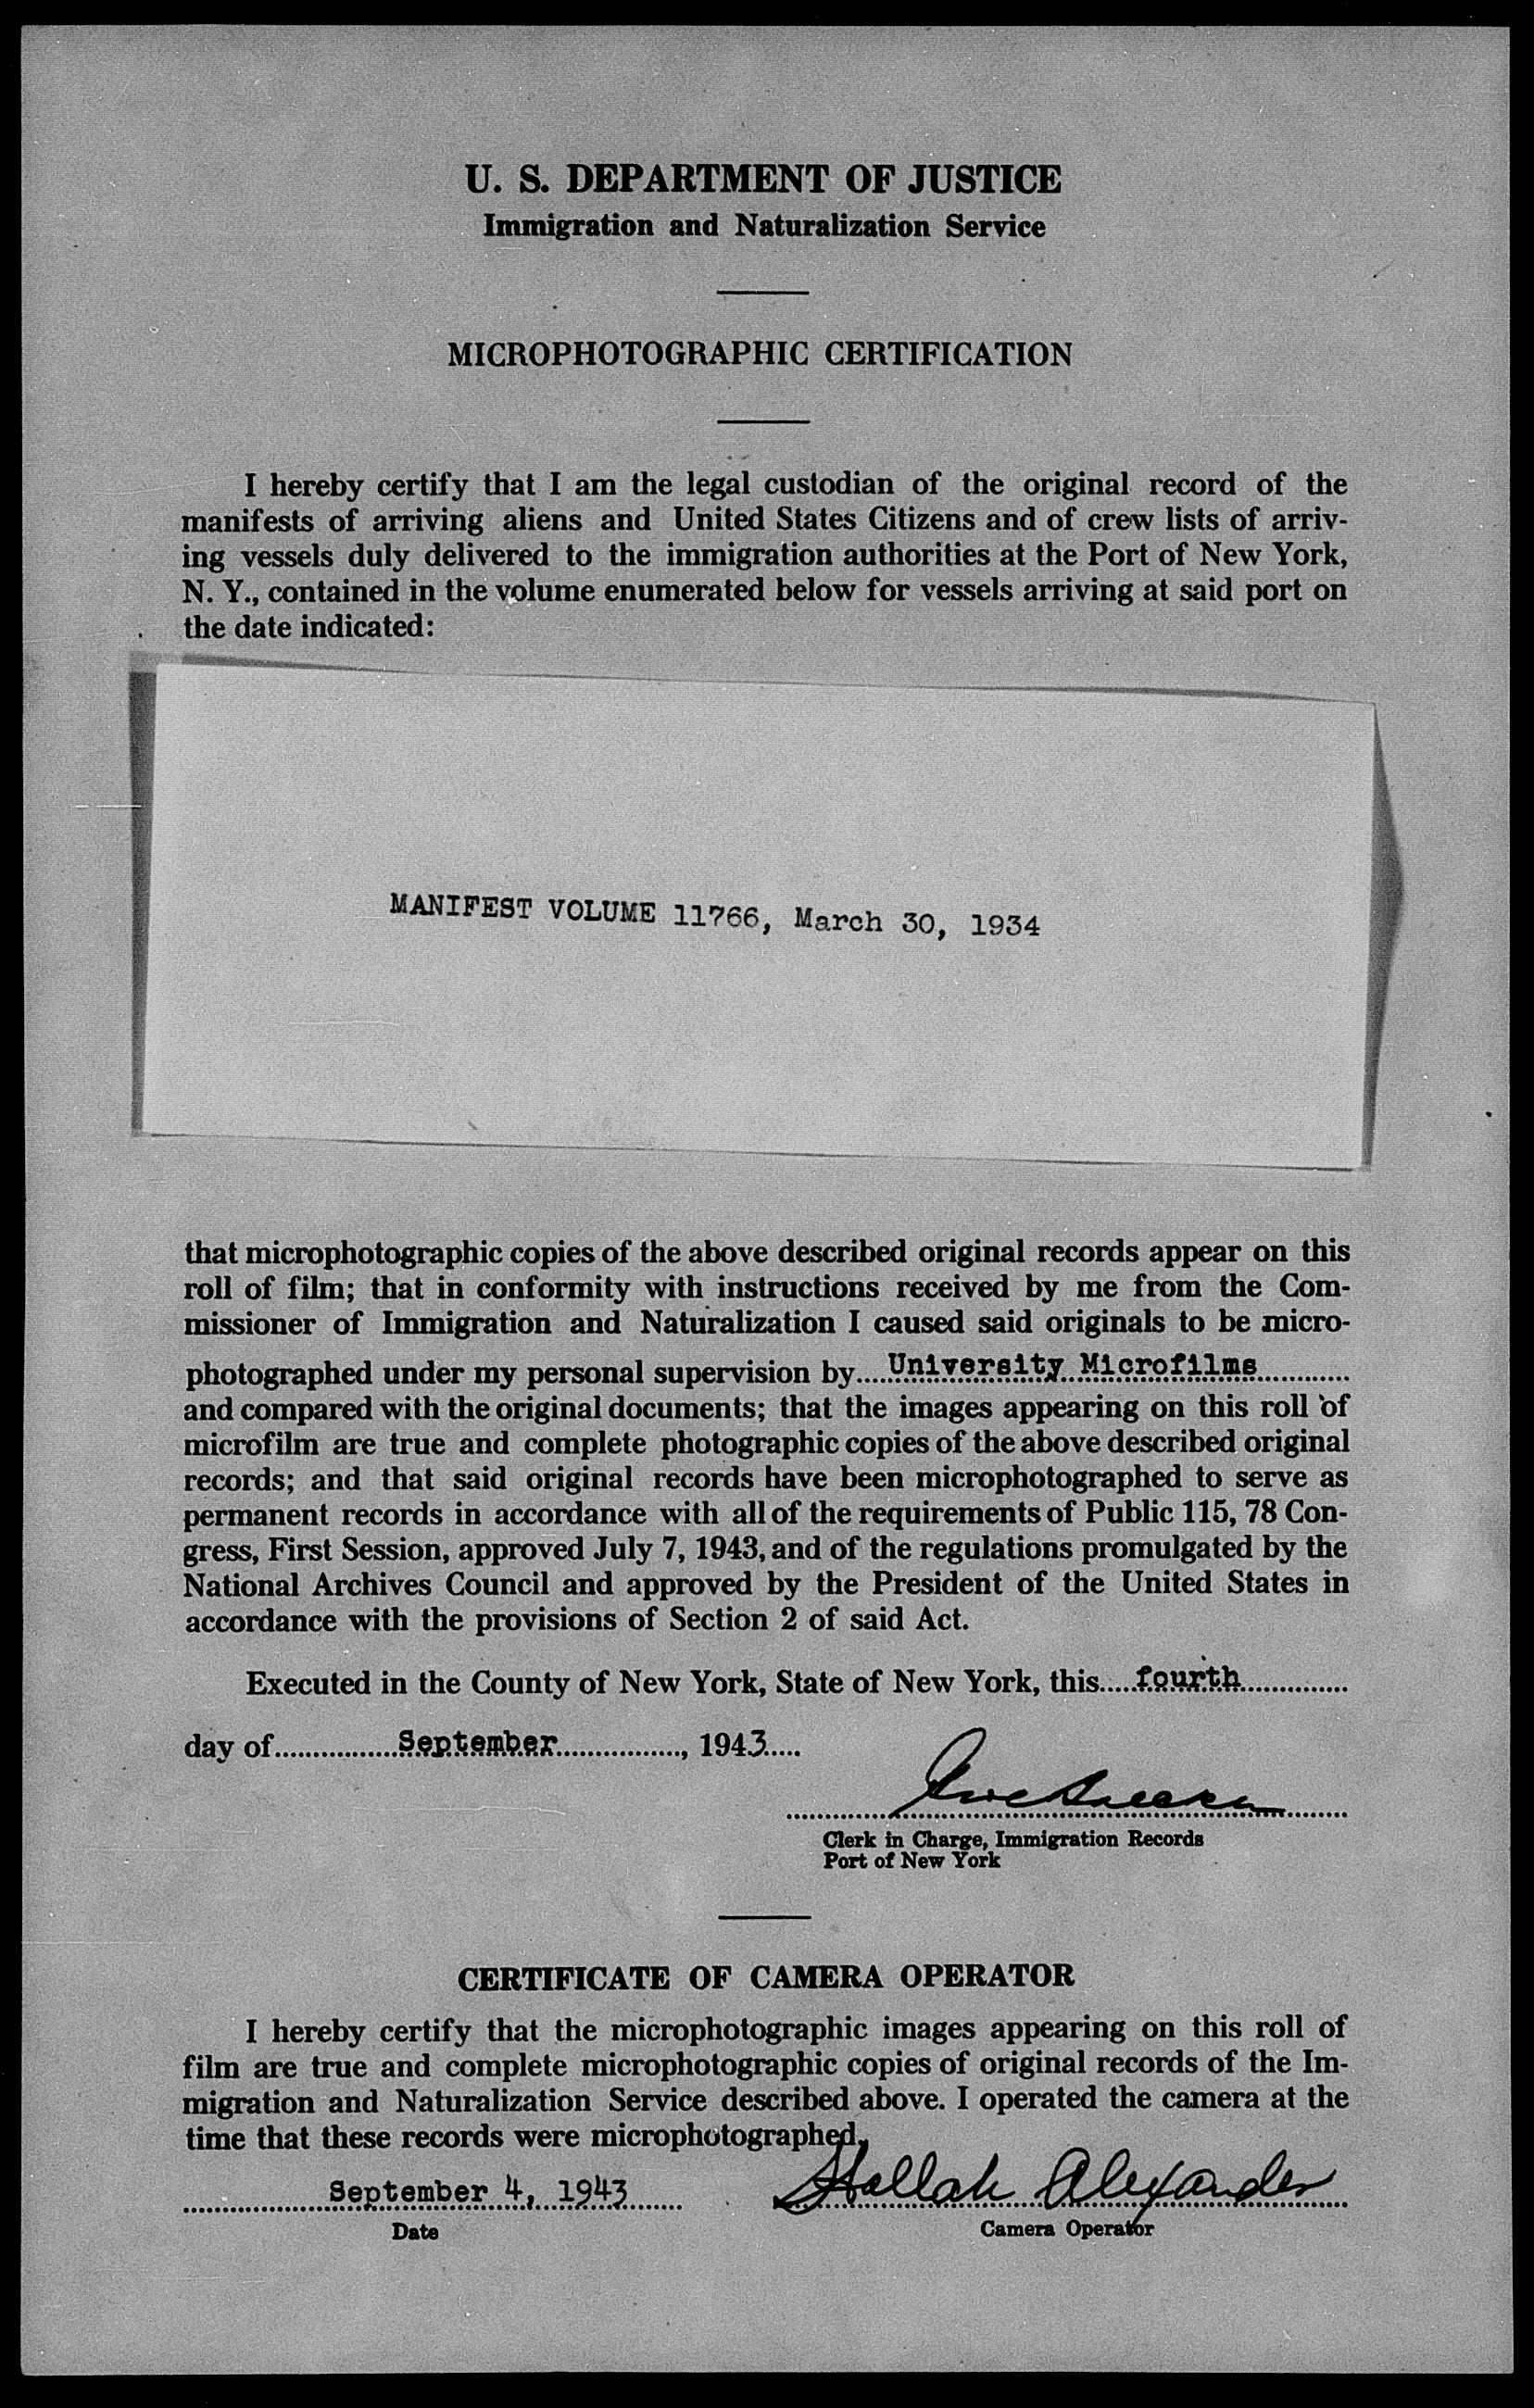 U. S. DEPARTMENT OF JUSTICE
Immigration and Naturalization Service
MICROPHOTOGRAPHIC CERTIFICATION
I hereby certify that I am the legal custodian of the original record of the
manifests of arriving aliens and United States Citizens and of crew lists of arriv-
ing vessels duly delivered to the immigration authorities at the Port of New York,
N. Y., contained in the volume enumerated below for vessels arriving at said port on
the date indicated:
MANIFEST VOLUME 11766, March 30, 1934
that microphotographic copies of the above described original records appear on this
roll of film; that in conformity with instructions received by me from the Com-
missioner of Immigration and Naturalization I caused said originals to be micro-
photographed under my personal supervision by.....University Microfilms............
and compared with the original documents; that the images appearing on this roll of
microfilm are true and complete photographic copies of the above described original
records; and that said original records have been microphotographed to serve as
permanent records in accordance with all of the requirements of Public 115, 78 Con-
gress, First Session, approved July 7, 1943, and of the regulations promulgated by the
National Archives Council and approved by the President of the United States in
accordance with the provisions of Section 2 of said Act.
Executed in the County of New York, State of New York, this.....fourth..............
day of................September................, 1943.....
Clerk in Charge, Immigration Records
Port of New York
CERTIFICATE OF CAMERA OPERATOR
I hereby certify that the microphotographic images appearing on this roll of
film are true and complete microphotographic copies of original records of the Im-
migration and Naturalization Service described above. I operated the camera at the
time that these records were microphotographed.
September 4, 1943 Alexander
Date Camera Operator